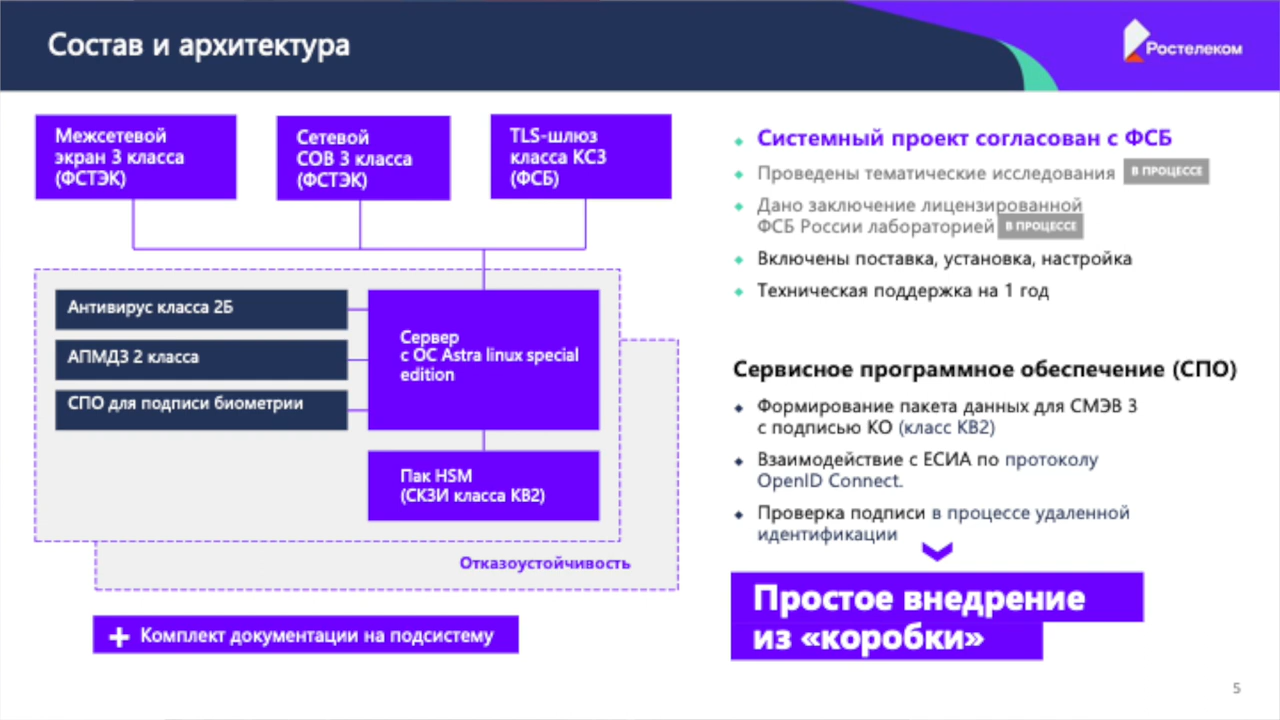 Состав и архитектура
Ростелеком
Межсетевой
экран 3 класса
(ФСТЭК)
Сетевой
СОВ 3 класса
(ФСТЭК)
TLS-шлюз
класса КС3
(ФСБ)
Антивирус класса 2Б
АПМДЗ 2 класса
СПО для подписи биометрии
Сервер
с ОС Astra linux special
edition
Пак HSM
(СКЗИ класса КВ2)
Отказоустойчивость
+ Комплект документации на подсистему
Системный проект согласован с ФСБ
Проведены тематические исследования В ПРОЦЕССЕ
Дано заключение лицензированной
ФСБ России лабораторией В ПРОЦЕССЕ
Включены поставка, установка, настройка
Техническая поддержка на 1 год
Сервисное программное обеспечение (СПО)
Формирование пакета данных для СМЭВ 3
с подписью КО (класс КВ2)
Взаимодействие с ЕСИА по протоколу
OpenID Connect.
Проверка подписи в процессе удаленной
идентификации
Простое внедрение
из «коробки»
5